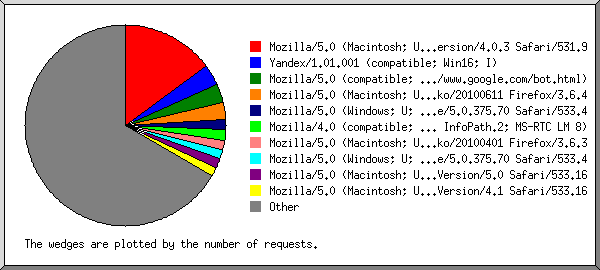 Mozilla/5.0 (Macintosh; U...ersion/4.0.3 Safari/531.9
Yandex/1.01.001 (compatible; Win16; I)
Mozilla/5.0 (compatible; .../www.google.com/bot.html)
Mozilla/5.0 (Macintosh; U...ko/20100611 Firefox/3.6.4
Mozilla/5.0 (Windows; U; ...e/5.0.375.70 Safari/533.4
Mozilla/4.0 (compatible; ... InfoPath.2; MS-RTC LM 8)
Mozilla/5.0 (Macintosh; U...ko/20100401 Firefox/3.6.3
Mozilla/5.0 (Windows; U; ...e/5.0.375.70 Safari/533.4
Mozilla/5.0 (Macintosh; U...Version/5.0 Safari/533.16
Mozilla/5.0 (Macintosh; U...Version/4.1 Safari/533.16
Other
The wedges are plotted by the number of requests.